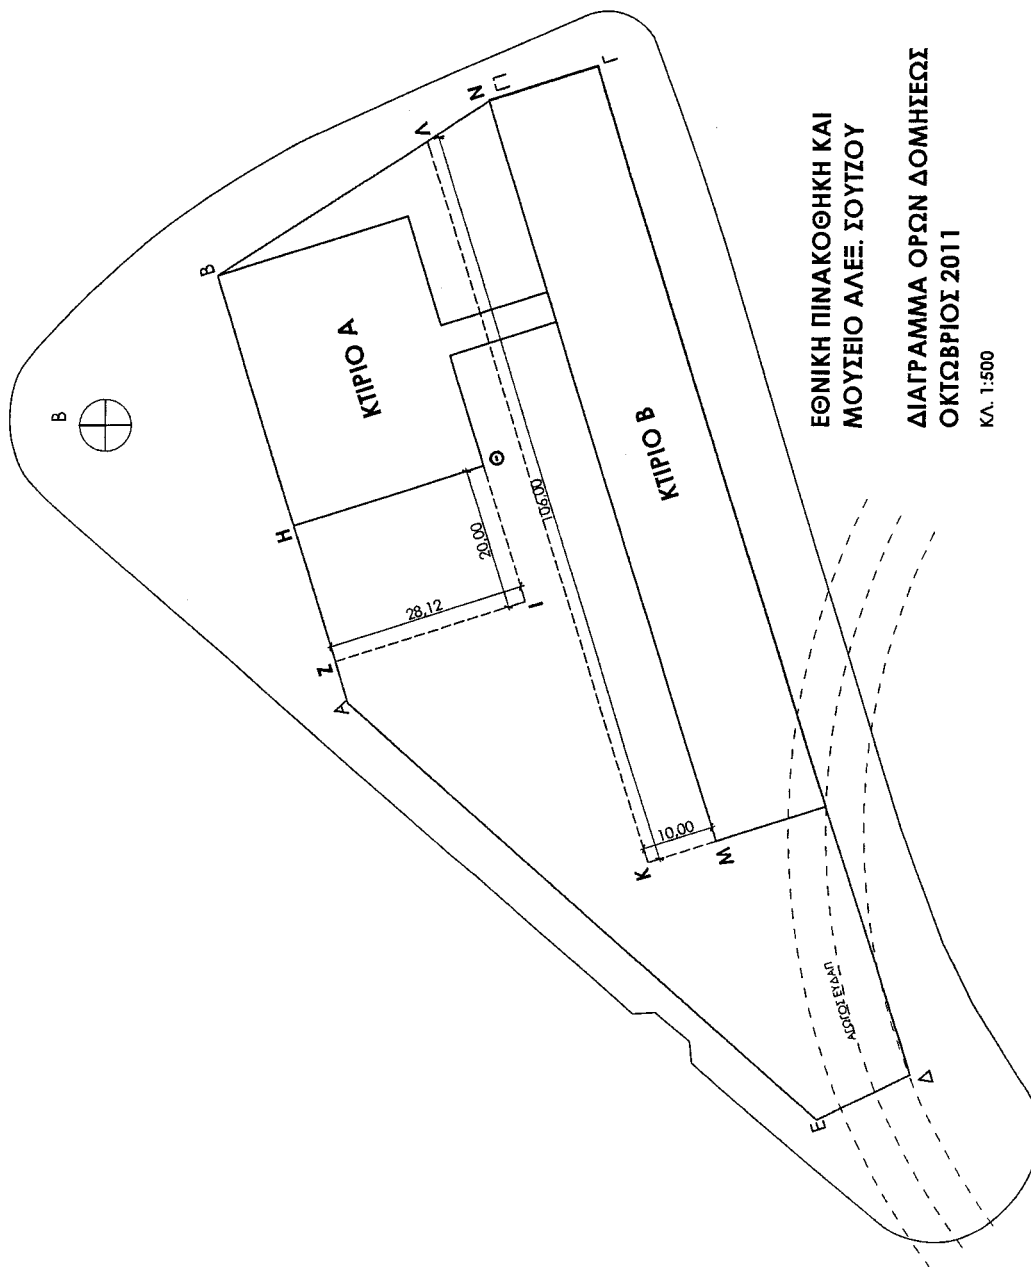 Β
Β
Ν
Π
Λ
Γ
ΚΤΙΡΙΟ Α
Η
Θ
20,00
28,12
Ζ
Ι
Α
106,00
ΚΤΙΡΙΟ Β
10,00
Κ
Μ
ΑΓΩΓΟΣ ΕΥΔΑΠ
Ε
Δ
ΕΘΝΙΚΗ ΠΙΝΑΚΟΘΗΚΗ ΚΑΙ
ΜΟΥΣΕΙΟ ΑΛΕΞ. ΣΟΥΤΖΟΥ
ΔΙΑΓΡΑΜΜΑ ΟΡΩΝ ΔΟΜΗΣΕΩΣ
ΟΚΤΩΒΡΙΟΣ 2011
ΚΛ. 1:500